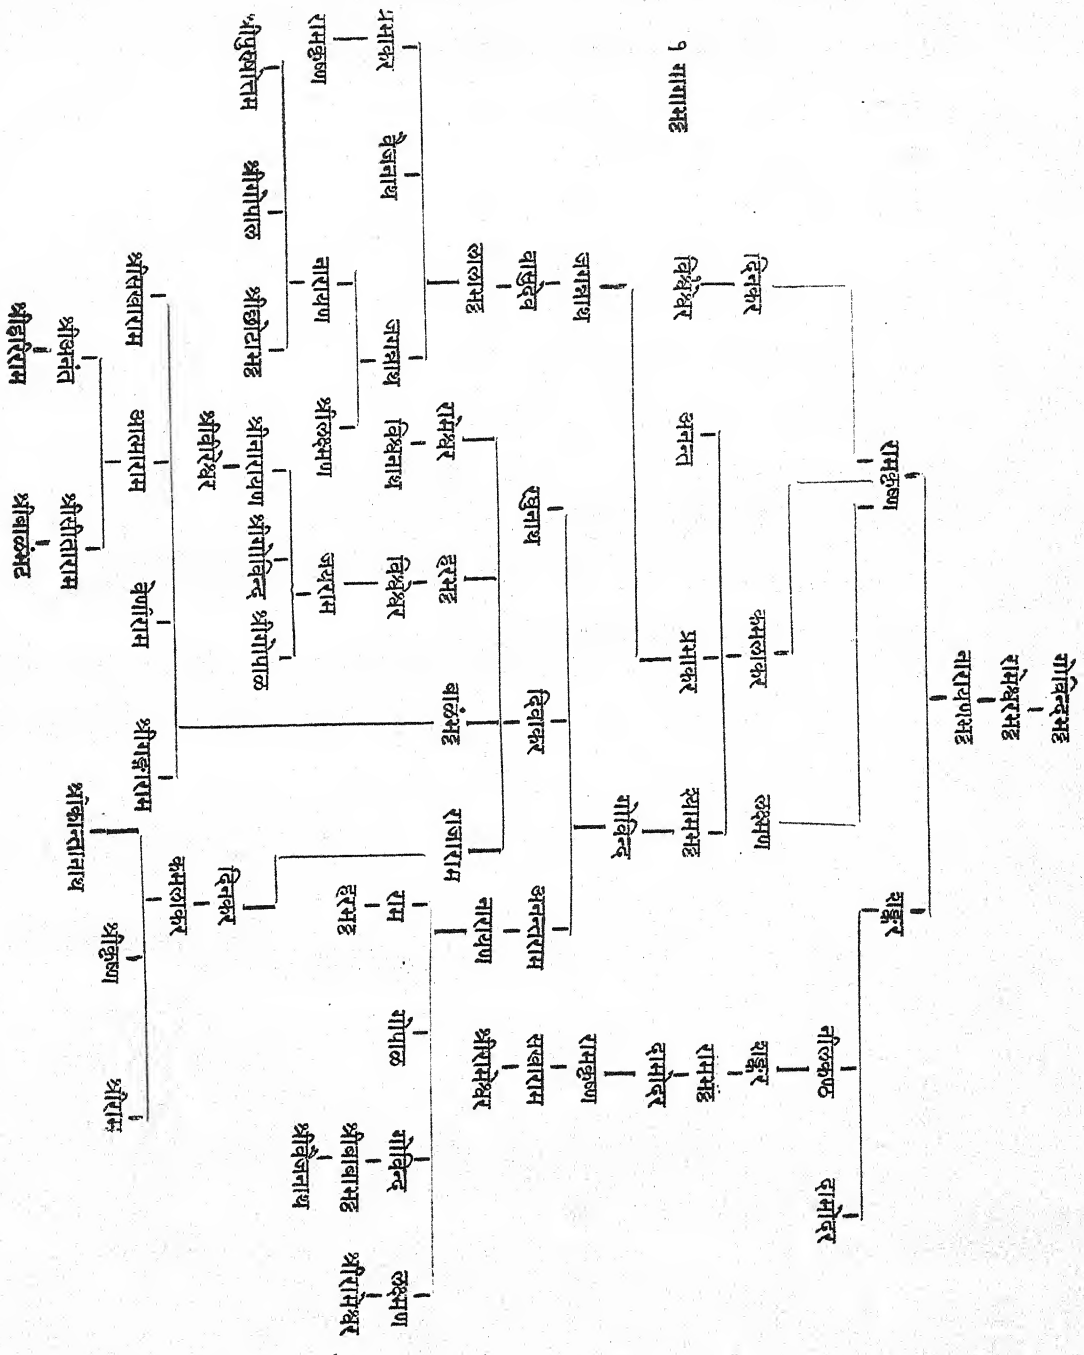 गोविन्दभट्ट
रामेश्वरभट्ट
नारायणभट्ट
रामकृष्ण शङ्कर
दिनकर कमलाकर लक्ष्मण नीलकण्ठ दामोदर
१ गागाभट्ट विश्वेश्वर अनन्त प्रभाकर श्यामभट्ट शङ्कर
जगन्नाथ गोविन्द रामभट्ट
वासुदेव रघुनाथ दिवाकर अनन्तराम दामोदर
लालाभट्ट रामेश्वर हरभट्ट बाळंभट्ट राजाराम नारायण रामकृष्ण
प्रभाकर वैजनाथ जगन्नाथ विश्वनाथ विश्वेश्वर राम गोपाळ गोविन्द लक्ष्मण सखाराम
रामकृष्ण नारायण श्रीलक्ष्मण जयराम हरभट्ट श्रीबाबाभट्ट श्रीरामेश्वर श्रीरामेश्वर
श्रीपुरुषोत्तम श्रीगोपाळ श्रीछोटाभट्ट श्रीनारायण श्रीगोविन्द श्रीगोपाळ दिनकर श्रीवैजनाथ
श्रीवीरेश्वर कमलाकर
श्रीसखाराम आत्माराम वेणीराम श्रीगङ्गाराम श्रीकृष्ण श्रीराम
श्रीअनंत श्रीसीताराम श्रीकान्तानाथ
श्रीहरिराम श्रीबाळंभट